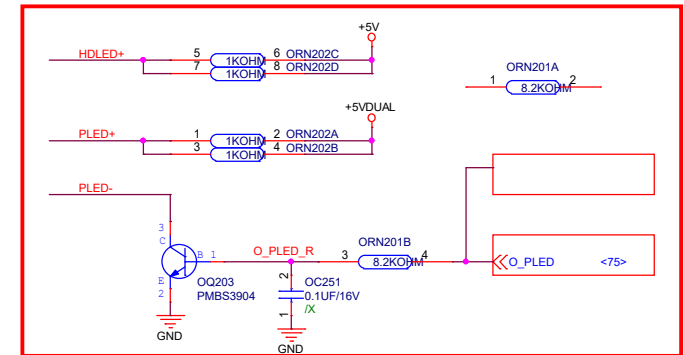 +5V
HDLED+
5
6 ORN202C
1KOHM
7
8 ORN202D
1KOHM
ORN201A
1
2
8.2KOHM
+5VDUAL
PLED+
1
2 ORN202A
1KOHM
3
4 ORN202B
1KOHM
PLED-
3
C
B 1
E
2
O_PLED_R
ORN201B
3
4
8.2KOHM
O_PLED <75>
OQ203
PMBS3904
2
OC251
0.1UF/16V
/X
1
GND
GND